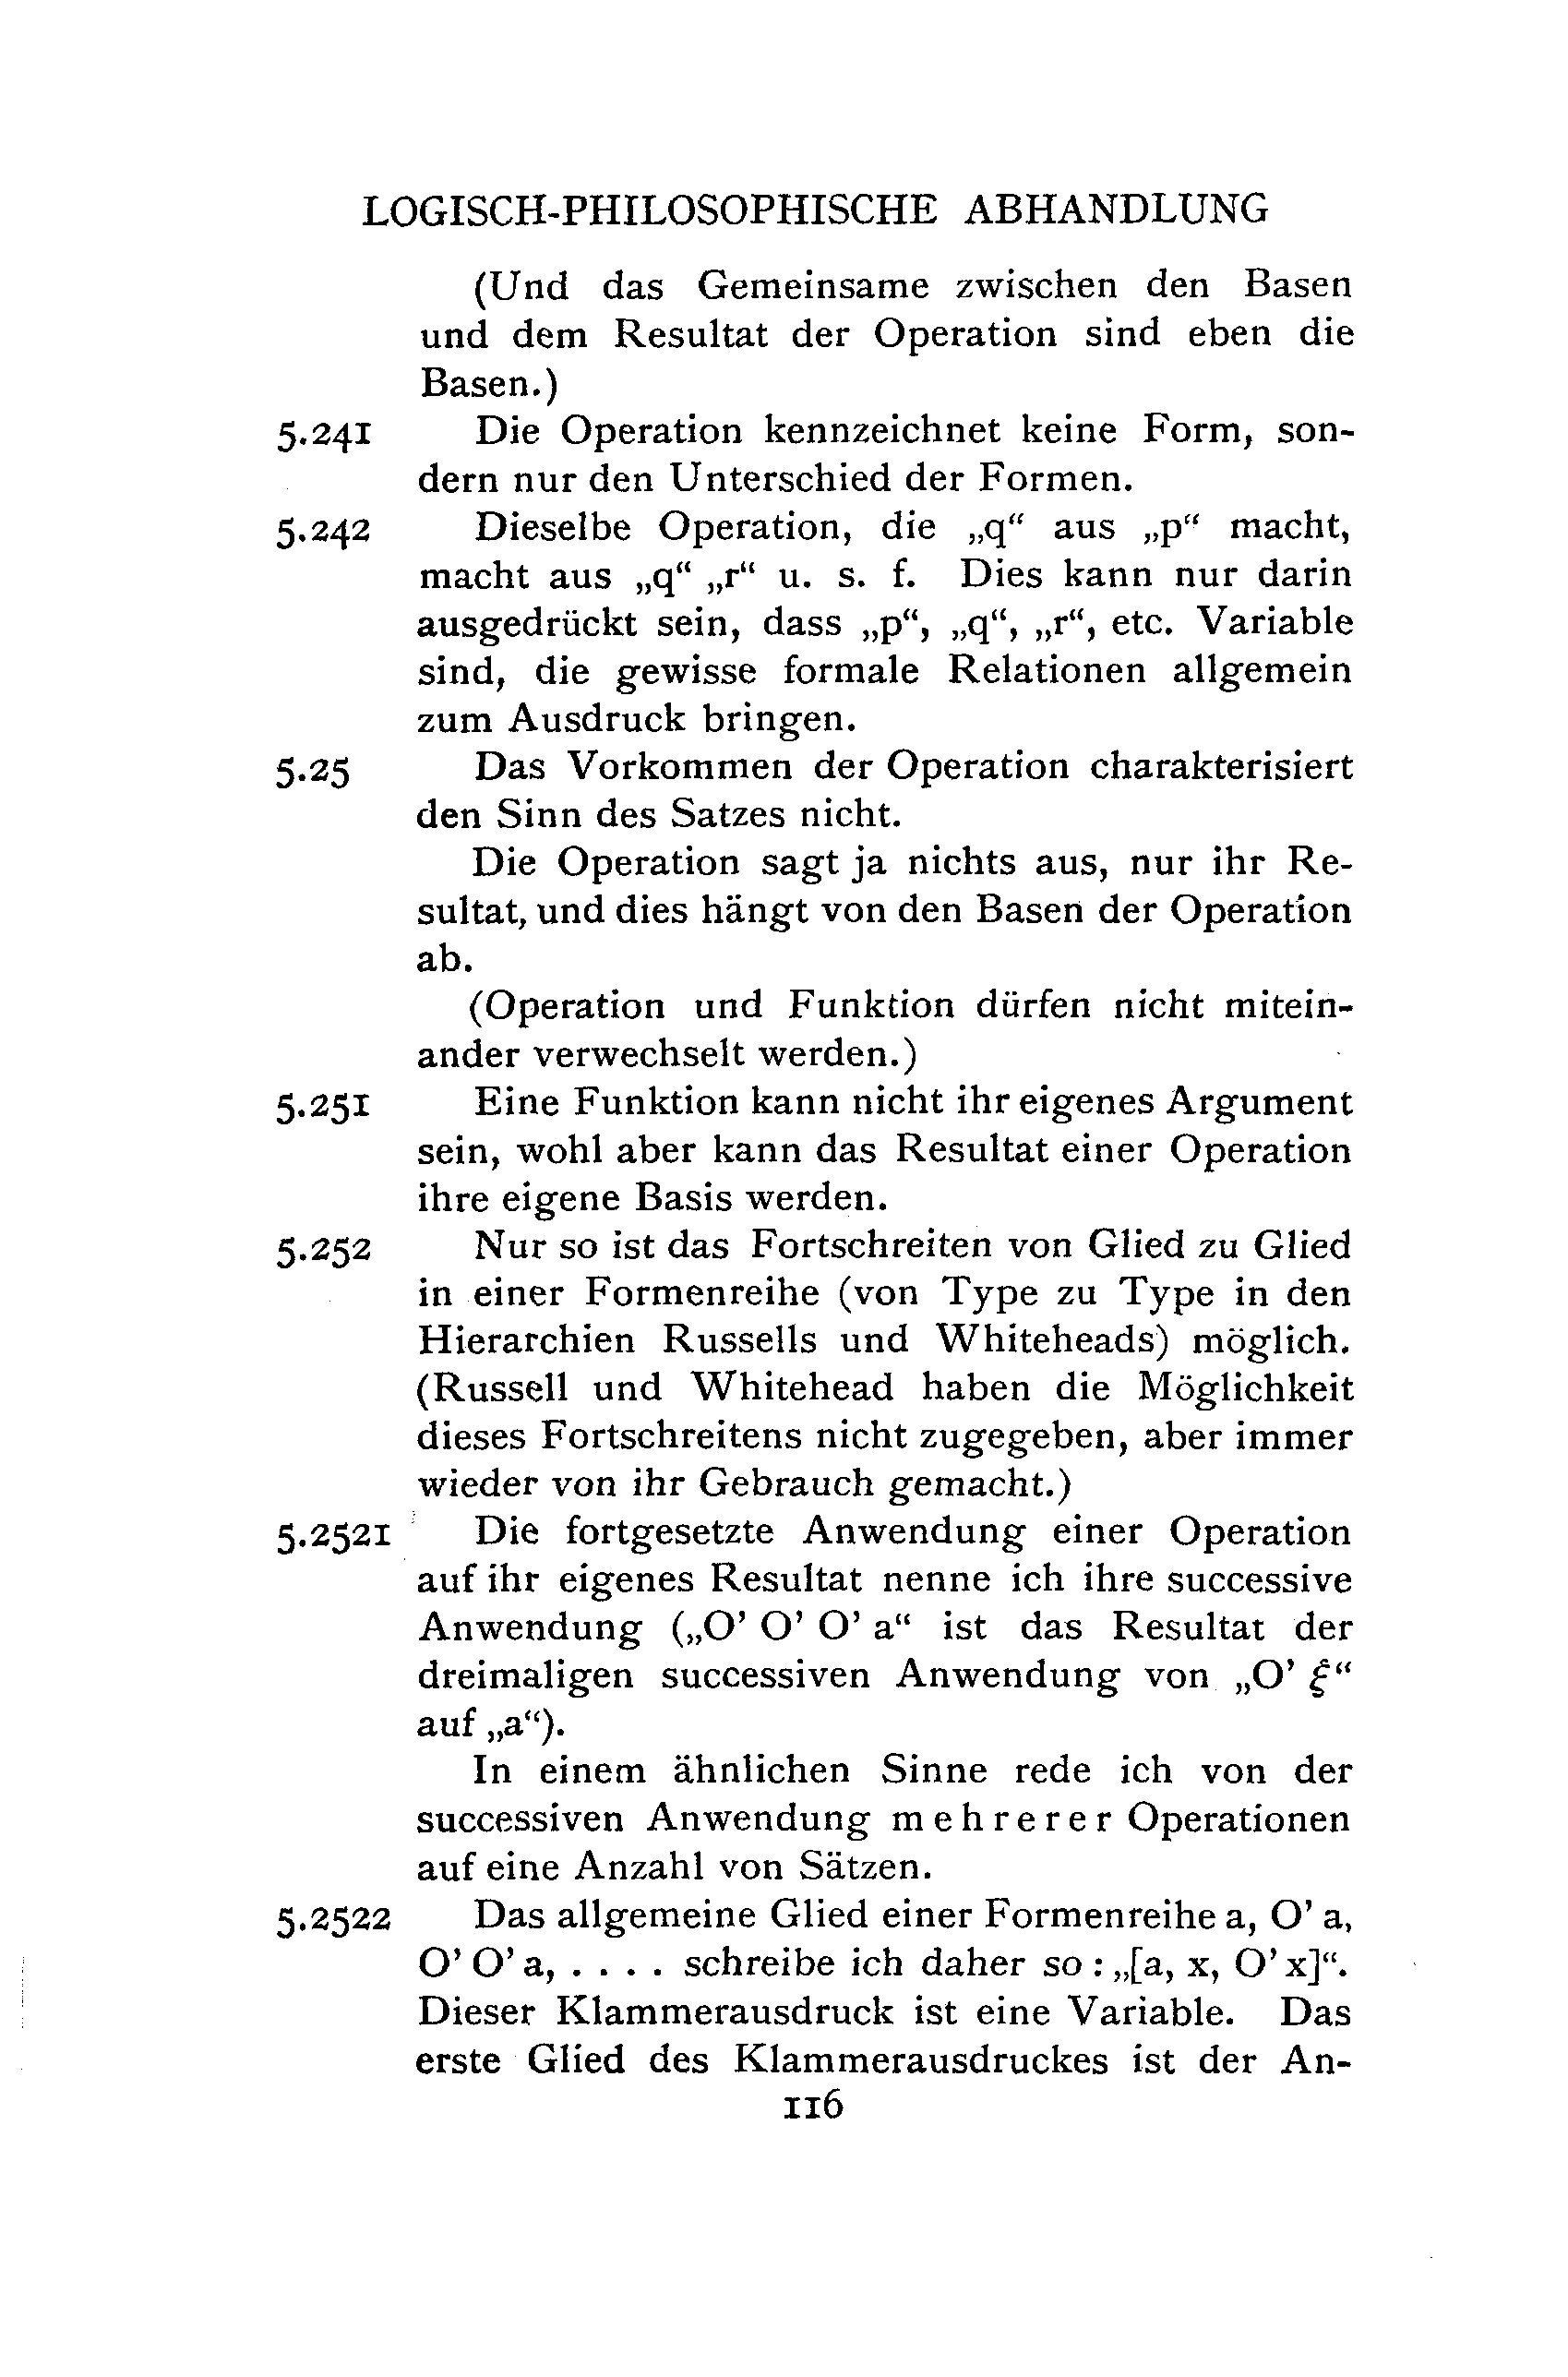 LOGISCH-PHILOSOPHISCHE ABHANDLUNG
(Und das Gemeinsame zwischen den Basen
und dem Resultat der Operation sind eben die
Basen.)
5.241 Die Operation kennzeichnet keine Form, son-
dern nur den Unterschied der Formen.
5.242 Dieselbe Operation, die „q“ aus „p“ macht,
macht aus „q“ „r“ u. s. f. Dies kann nur darin
ausgedrückt sein, dass „p“, „q“, „r“, etc. Variable
sind, die gewisse formale Relationen allgemein
zum Ausdruck bringen.
5.25 Das Vorkommen der Operation charakterisiert
den Sinn des Satzes nicht.
Die Operation sagt ja nichts aus, nur ihr Re-
sultat, und dies hängt von den Basen der Operation
ab.
(Operation und Funktion dürfen nicht mitein-
ander verwechselt werden.)
5.251 Eine Funktion kann nicht ihr eigenes Argument
sein, wohl aber kann das Resultat einer Operation
ihre eigene Basis werden.
5.252 Nur so ist das Fortschreiten von Glied zu Glied
in einer Formenreihe (von Type zu Type in den
Hierarchien Russells und Whiteheads) möglich.
(Russell und Whitehead haben die Möglichkeit
dieses Fortschreitens nicht zugegeben, aber immer
wieder von ihr Gebrauch gemacht.)
5.2521 Die fortgesetzte Anwendung einer Operation
auf ihr eigenes Resultat nenne ich ihre successive
Anwendung („O’ O’ O’ a“ ist das Resultat der
dreimaligen successiven Anwendung von „O’ ξ“
auf „a“).
In einem ähnlichen Sinne rede ich von der
successiven Anwendung m e h r e r e r Operationen
auf eine Anzahl von Sätzen.
5.2522 Das allgemeine Glied einer Formenreihe a, O’ a,
O’ O’ a, . . . . schreibe ich daher so : „[a, x, O’ x]“.
Dieser Klammerausdruck ist eine Variable. Das
erste Glied des Klammerausdruckes ist der An-
116